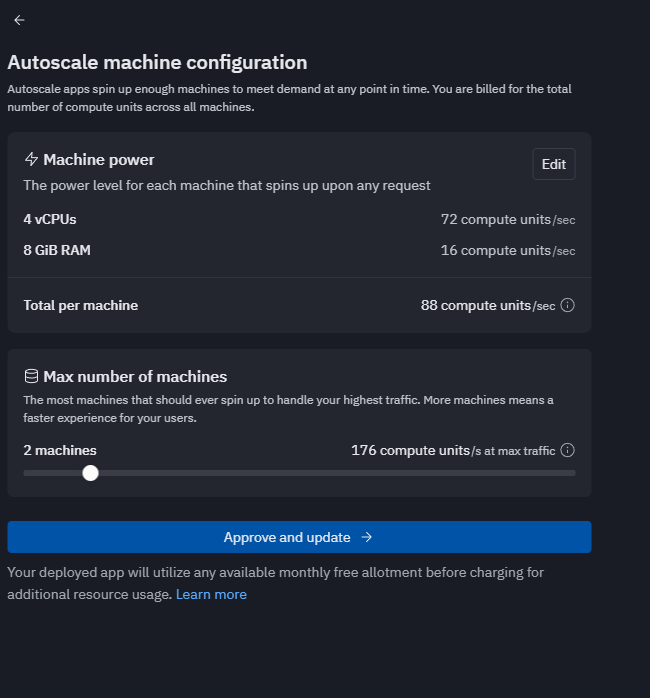 Autoscale machine configuration
Autoscale apps spin up enough machines to meet demand at any point in time. You are billed for the total
number of compute units across all machines.
Machine power
Edit
The power level for each machine that spins up upon any request
4 vCPUs 72 compute units/sec
8 GiB RAM 16 compute units/sec
Total per machine 88 compute units/sec
Max number of machines
The most machines that should ever spin up to handle your highest traffic. More machines means a
faster experience for your users.
2 machines 176 compute units/s at max traffic
Approve and update →
Your deployed app will utilize any available monthly free allotment before charging for
additional resource usage. Learn more